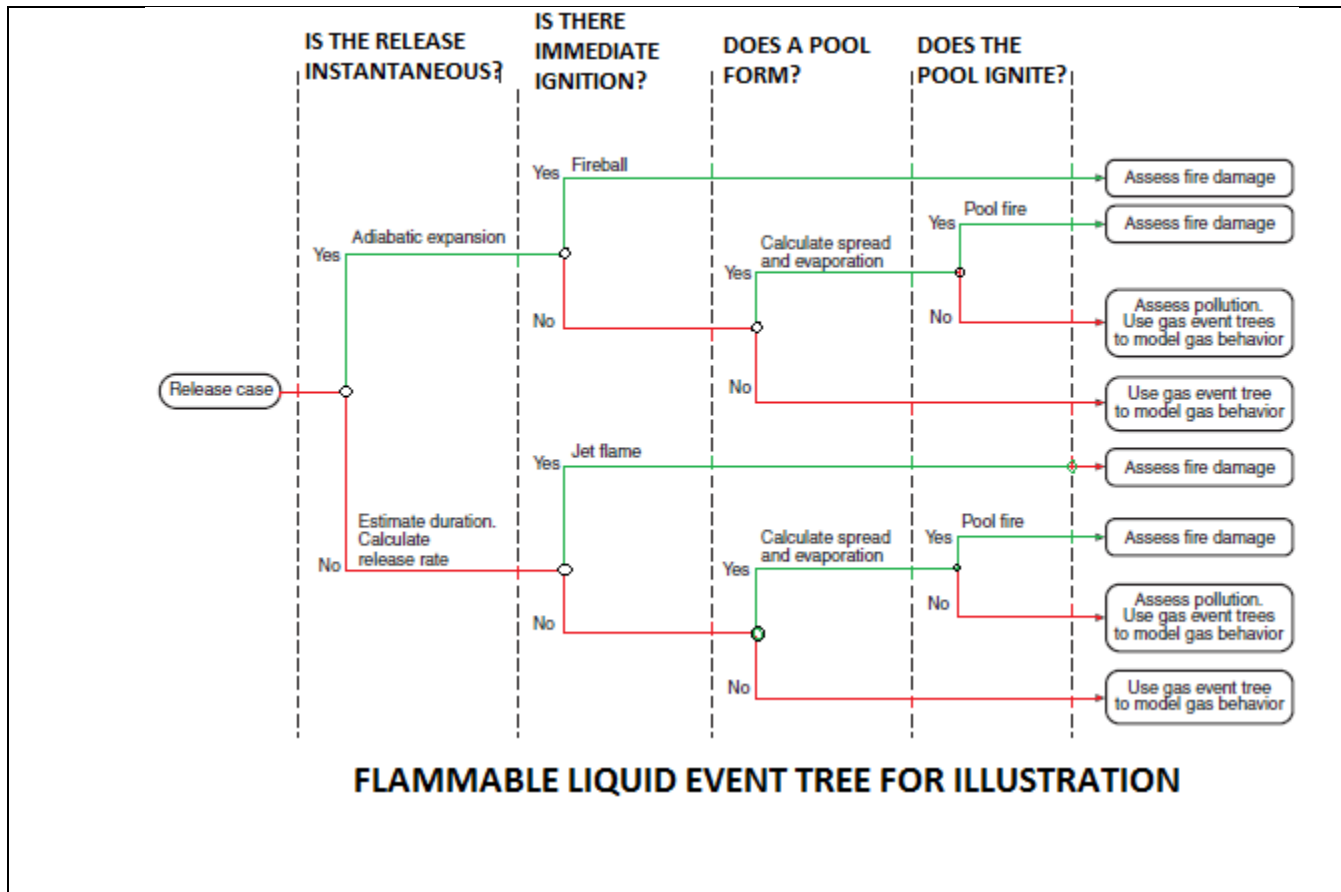 IS THE RELEASE
INSTANTANEOUS?
IS THERE
IMMEDIATE
IGNITION?
DOES A POOL
FORM?
DOES THE
POOL IGNITE?
Yes
Fireball
Assess fire damage
Pool fire
Yes
Assess fire damage
Adiabatic expansion
Yes
Calculate spread
and evaporation
Yes
No
No
Assess pollution.
Use gas event trees
to model gas behavior
Release case
No
Use gas event tree
to model gas behavior
Jet flame
Yes
Assess fire damage
Estimate duration.
Calculate
release rate
No
Pool fire
Yes
Assess fire damage
Calculate spread
and evaporation
Yes
No
No
Assess pollution.
Use gas event trees
to model gas behavior
No
Use gas event tree
to model gas behavior
FLAMMABLE LIQUID EVENT TREE FOR ILLUSTRATION